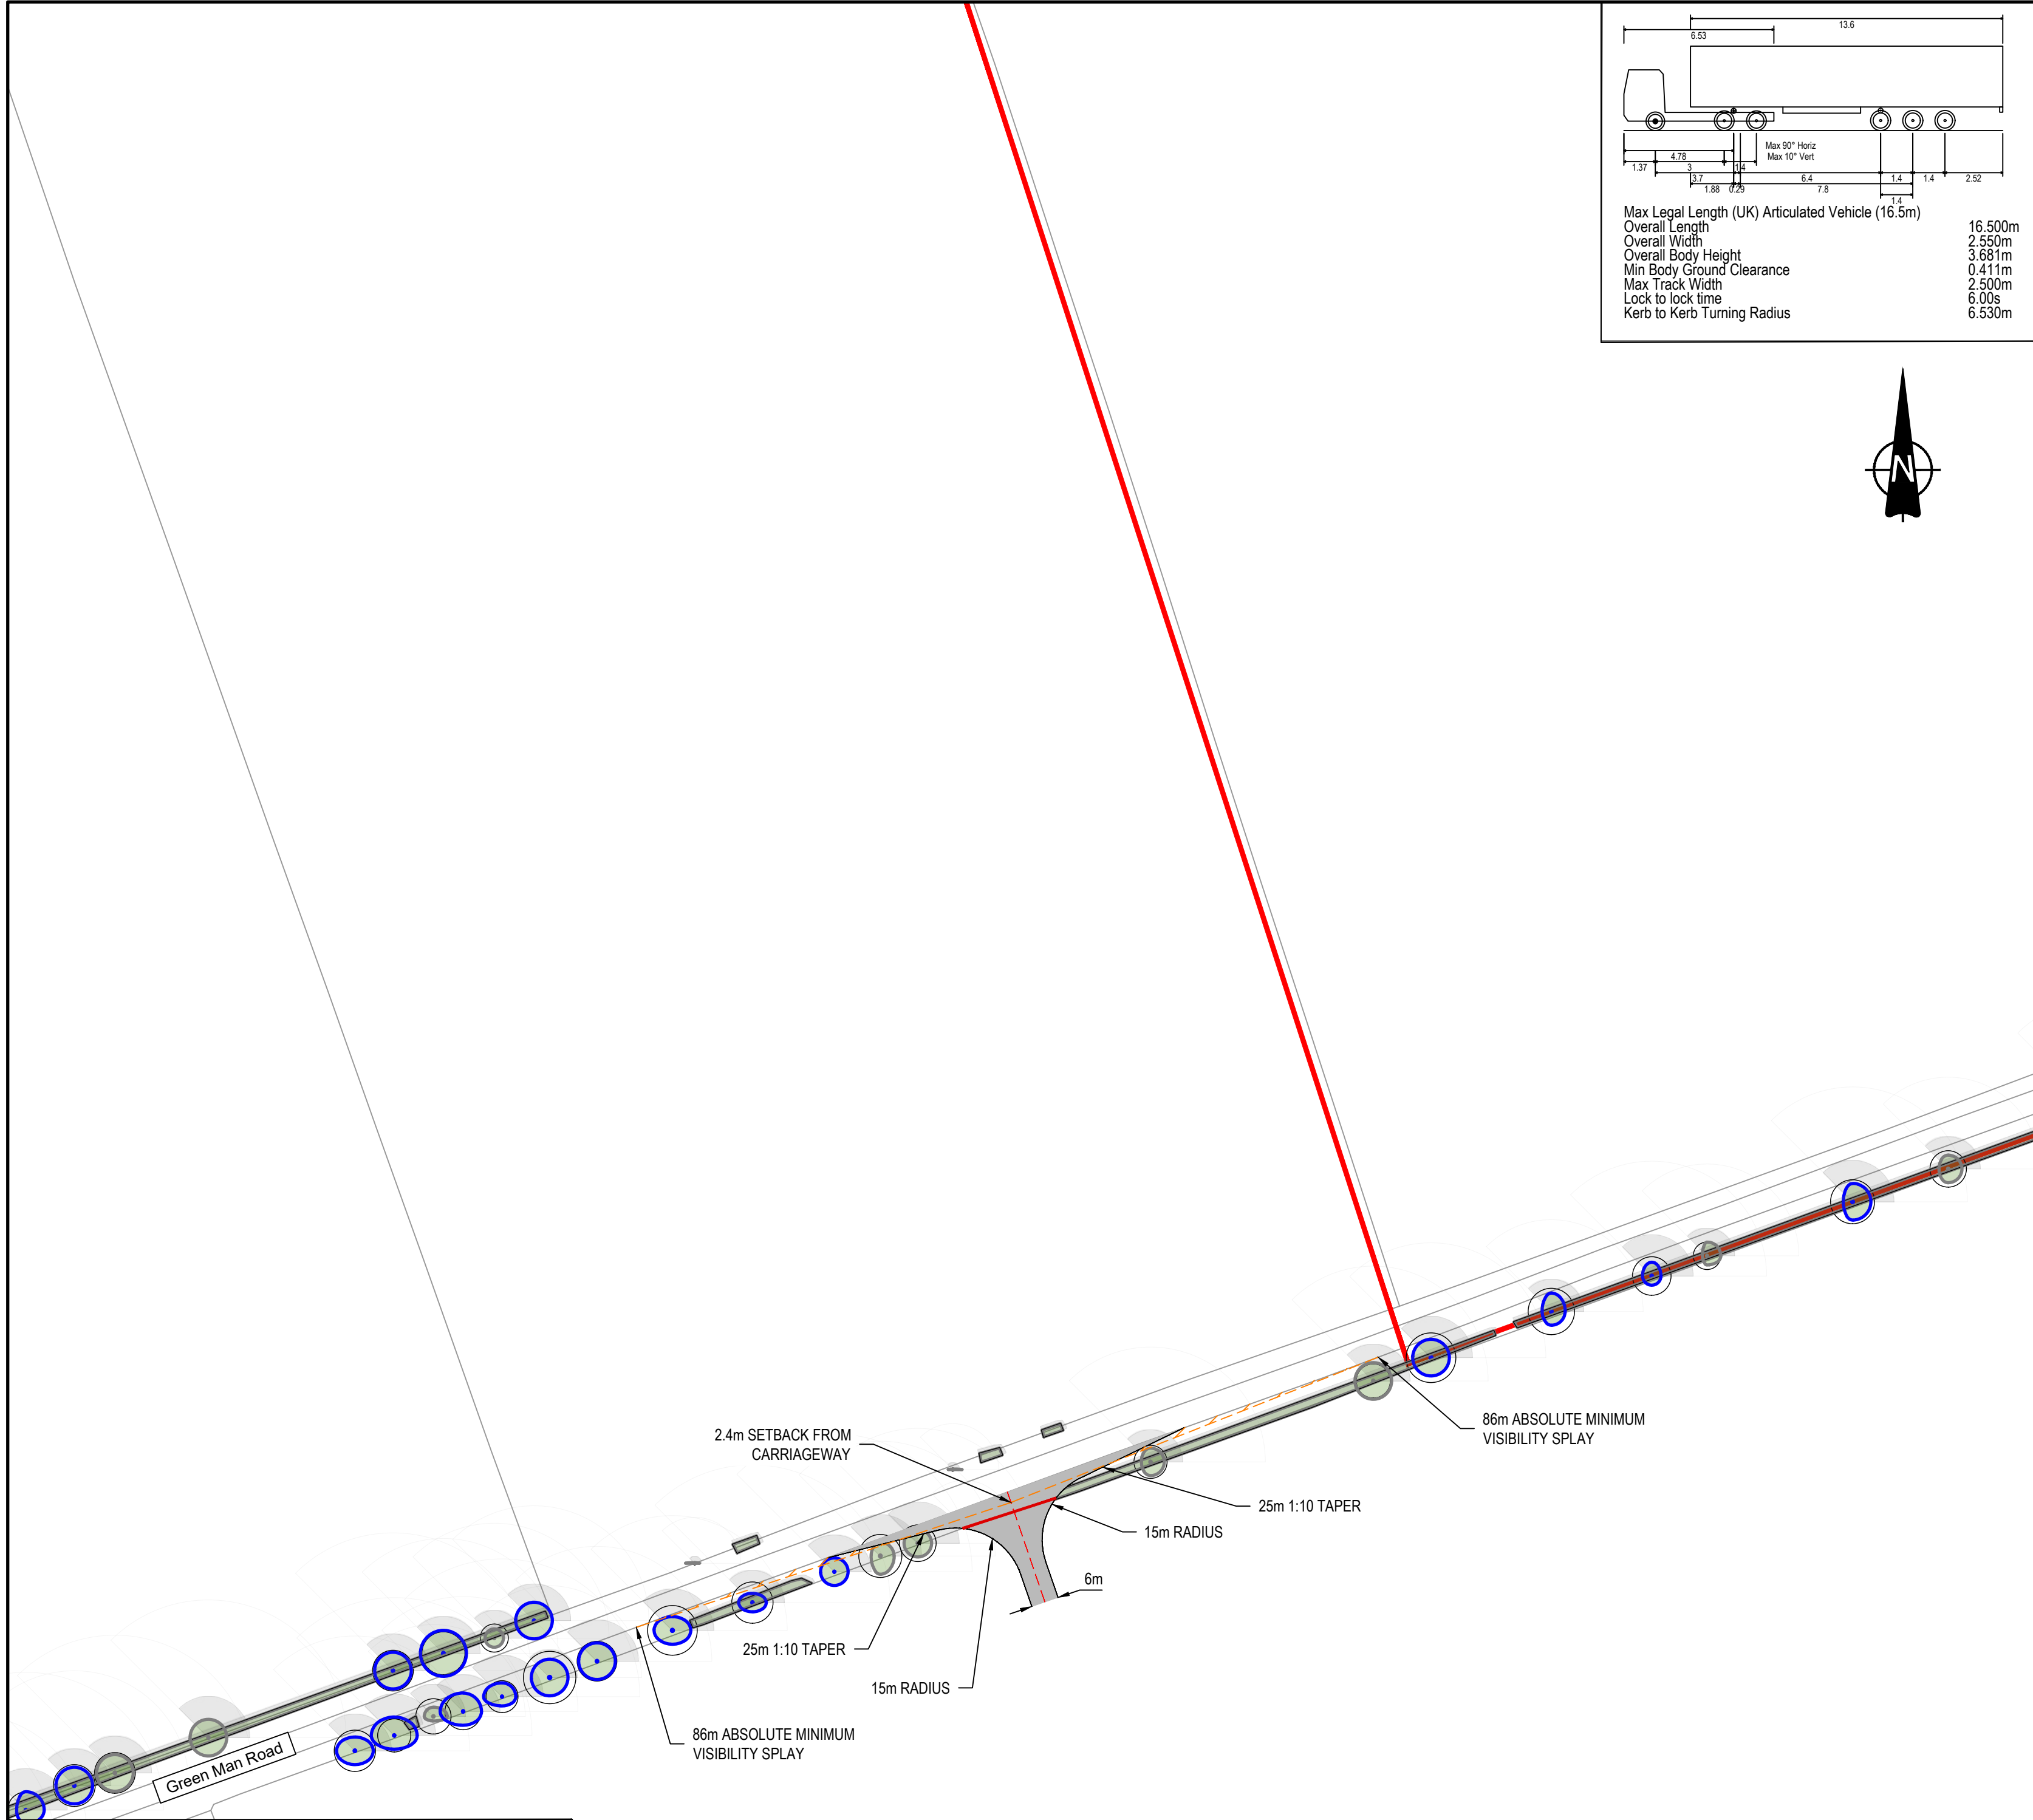 13.6
6.53
Max 90° Horiz
Max 10° Vert
4.78
1.37
3
1.4
3.7
6.4
1.4
1.4
2.52
1.88
0.29
7.8
1.4
Max Legal Length (UK) Articulated Vehicle (16.5m)
Overall Length 16.500m
Overall Width 2.550m
Overall Body Height 3.681m
Min Body Ground Clearance 0.411m
Max Track Width 2.500m
Lock to lock time 6.00s
Kerb to Kerb Turning Radius 6.530m
N
86m ABSOLUTE MINIMUM
VISIBILITY SPLAY
2.4m SETBACK FROM
CARRIAGEWAY
25m 1:10 TAPER
15m RADIUS
6m
25m 1:10 TAPER
15m RADIUS
86m ABSOLUTE MINIMUM
VISIBILITY SPLAY
Green Man Road